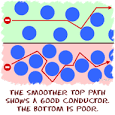 THE SMOOTHER TOP PATH
SHOWS A GOOD CONDUCTOR.
THE BOTTOM IS POOR.